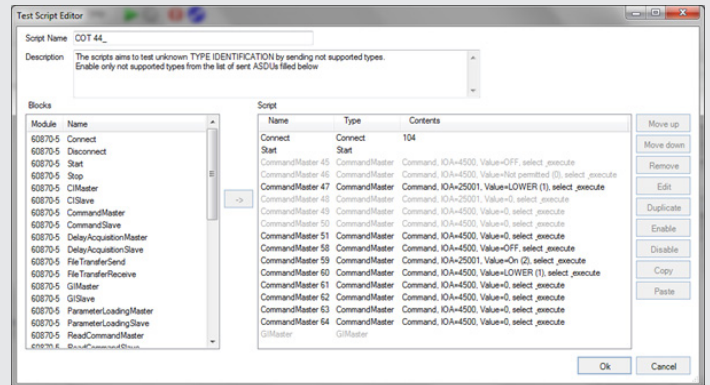 Test Script Editor
Script Name COT 44_
Description The scripts aims to test unknown TYPE IDENTIFICATION by sending not supported types.
Enable only not supported types from the list of sent ASDUs filled below
Blocks
Module Name
60870-5 Connect
60870-5 Disconnect
60870-5 Start
60870-5 Stop
60870-5 CIMaster
60870-5 CISlave
60870-5 CommandMaster
60870-5 CommandSlave
60870-5 DelayAcquisitionMaster
60870-5 DelayAcquisitionSlave
60870-5 FileTransferSend
60870-5 FileTransferReceive
60870-5 GIMaster
60870-5 GISlave
60870-5 ParameterLoadingMaster
60870-5 ParameterLoadingSlave
60870-5 ReadCommandMaster
60870-5 ReadCommandSlave
->
Script
Name Type Contents
Connect Connect 104
Start Start
CommandMaster 45 CommandMaster Command, IOA=4500, Value=OFF, select_execute
CommandMaster 46 CommandMaster Command, IOA=4500, Value=Not permitted (0), select_execute
CommandMaster 47 CommandMaster Command, IOA=25001, Value=LOWER (1), select_execute
CommandMaster 48 CommandMaster Command, IOA=25001, Value=0, select_execute
CommandMaster 49 CommandMaster Command, IOA=4500, Value=0, select_execute
CommandMaster 50 CommandMaster Command, IOA=4500, Value=0, select_execute
CommandMaster 51 CommandMaster Command, IOA=4500, Value=0, select_execute
CommandMaster 58 CommandMaster Command, IOA=4500, Value=OFF, select_execute
CommandMaster 59 CommandMaster Command, IOA=25001, Value=On (2), select_execute
CommandMaster 60 CommandMaster Command, IOA=4500, Value=LOWER (1), select_execute
CommandMaster 61 CommandMaster Command, IOA=4500, Value=0, select_execute
CommandMaster 62 CommandMaster Command, IOA=4500, Value=0, select_execute
CommandMaster 63 CommandMaster Command, IOA=4500, Value=0, select_execute
CommandMaster 64 CommandMaster Command, IOA=4500, Value=0, select_execute
GIMaster GIMaster
Move up
Move down
Remove
Edit
Duplicate
Enable
Disable
Copy
Paste
Ok
Cancel